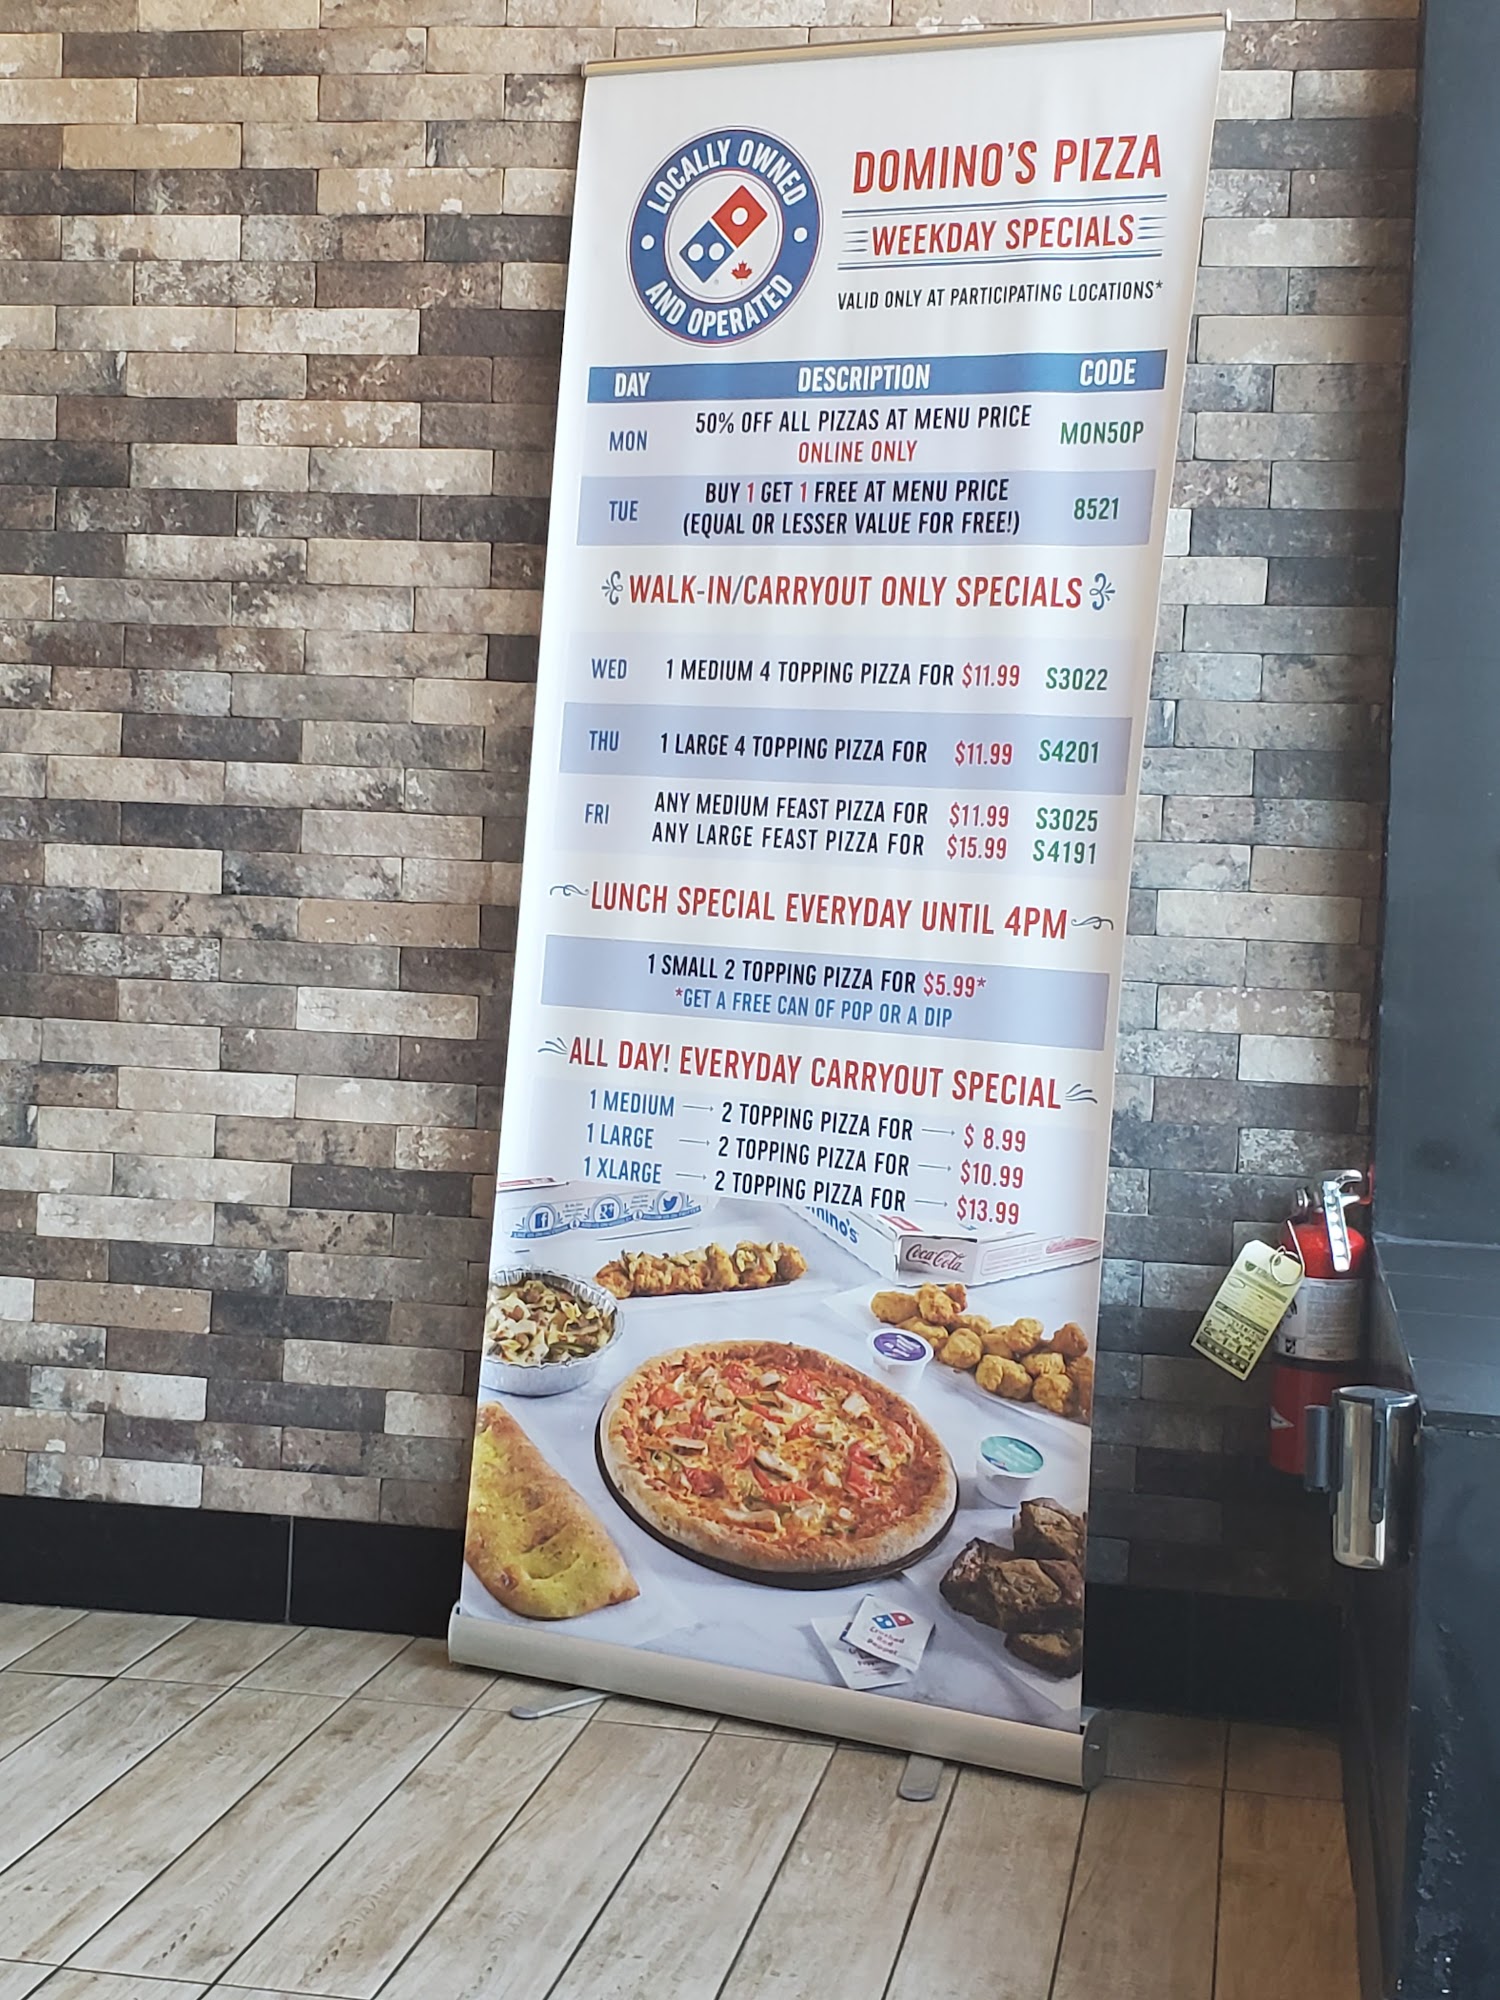 LOCALLY OWNED
AND OPERATED
DOMINO'S PIZZA
WEEKDAY SPECIALS
VALID ONLY AT PARTICIPATING LOCATIONS*
DAY DESCRIPTION CODE
MON 50% OFF ALL PIZZAS AT MENU PRICE MON50P
ONLINE ONLY
TUE BUY 1 GET 1 FREE AT MENU PRICE 8521
(EQUAL OR LESSER VALUE FOR FREE!)
WALK-IN/CARRYOUT ONLY SPECIALS
WED 1 MEDIUM 4 TOPPING PIZZA FOR $11.99 S3022
THU 1 LARGE 4 TOPPING PIZZA FOR $11.99 S4201
FRI ANY MEDIUM FEAST PIZZA FOR $11.99 S3025
ANY LARGE FEAST PIZZA FOR $15.99 S4191
LUNCH SPECIAL EVERYDAY UNTIL 4PM
1 SMALL 2 TOPPING PIZZA FOR $5.99*
*GET A FREE CAN OF POP OR A DIP
ALL DAY! EVERYDAY CARRYOUT SPECIAL
1 MEDIUM 2 TOPPING PIZZA FOR $ 8.99
1 LARGE 2 TOPPING PIZZA FOR $10.99
1 XLARGE 2 TOPPING PIZZA FOR $13.99
Coca-Cola
Crushed
Red
Pepper